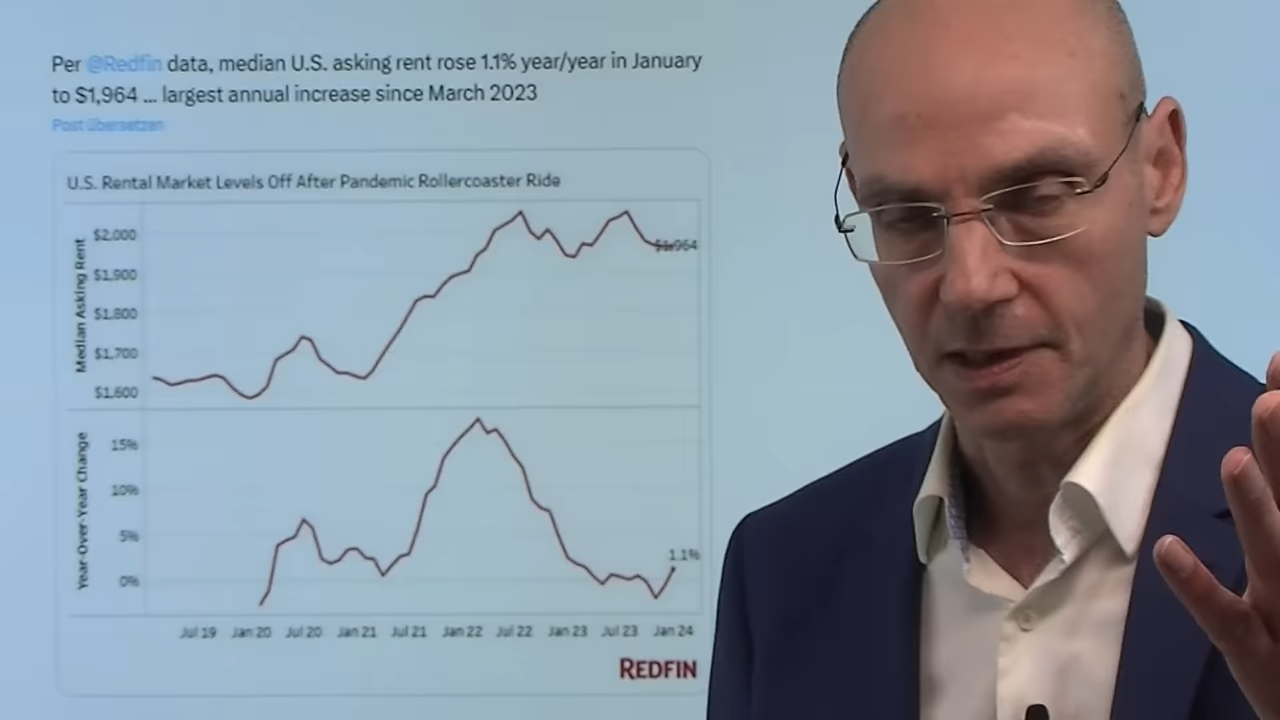 Per @Redfin data, median U.S. asking rent rose 1.1% year/year in January
to $1,964 ... largest annual increase since March 2023
Post übersetzen
U.S. Rental Market Levels Off After Pandemic Rollercoaster Ride
Median Asking Rent
$2,000
$1,900
$1,800
$1,700
$1,600
$1,964
Year-Over-Year Change
15%
10%
5%
0%
1.1%
Jul 19 Jan 20 Jul 20 Jan 21 Jul 21 Jan 22 Jul 22 Jan 23 Jul 23 Jan 24
REDFIN